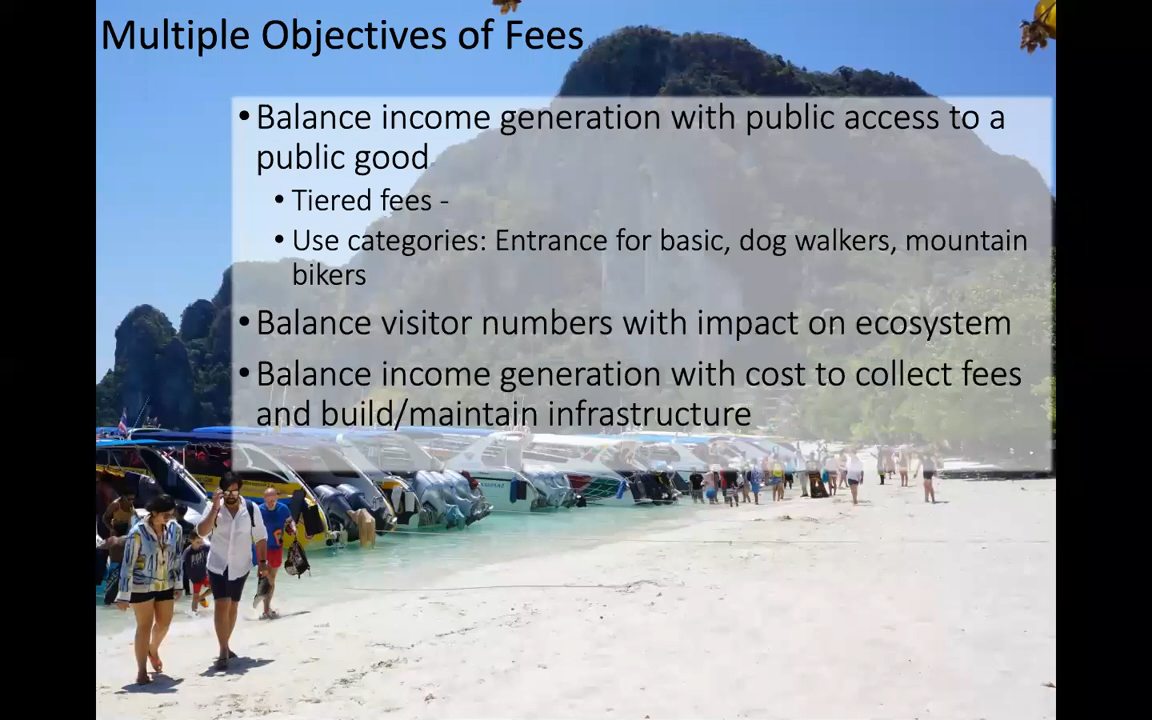 Multiple Objectives of Fees
• Balance income generation with public access to a
public good
• Tiered fees -
• Use categories: Entrance for basic, dog walkers, mountain
bikers
• Balance visitor numbers with impact on ecosystem
• Balance income generation with cost to collect fees
and build/maintain infrastructure